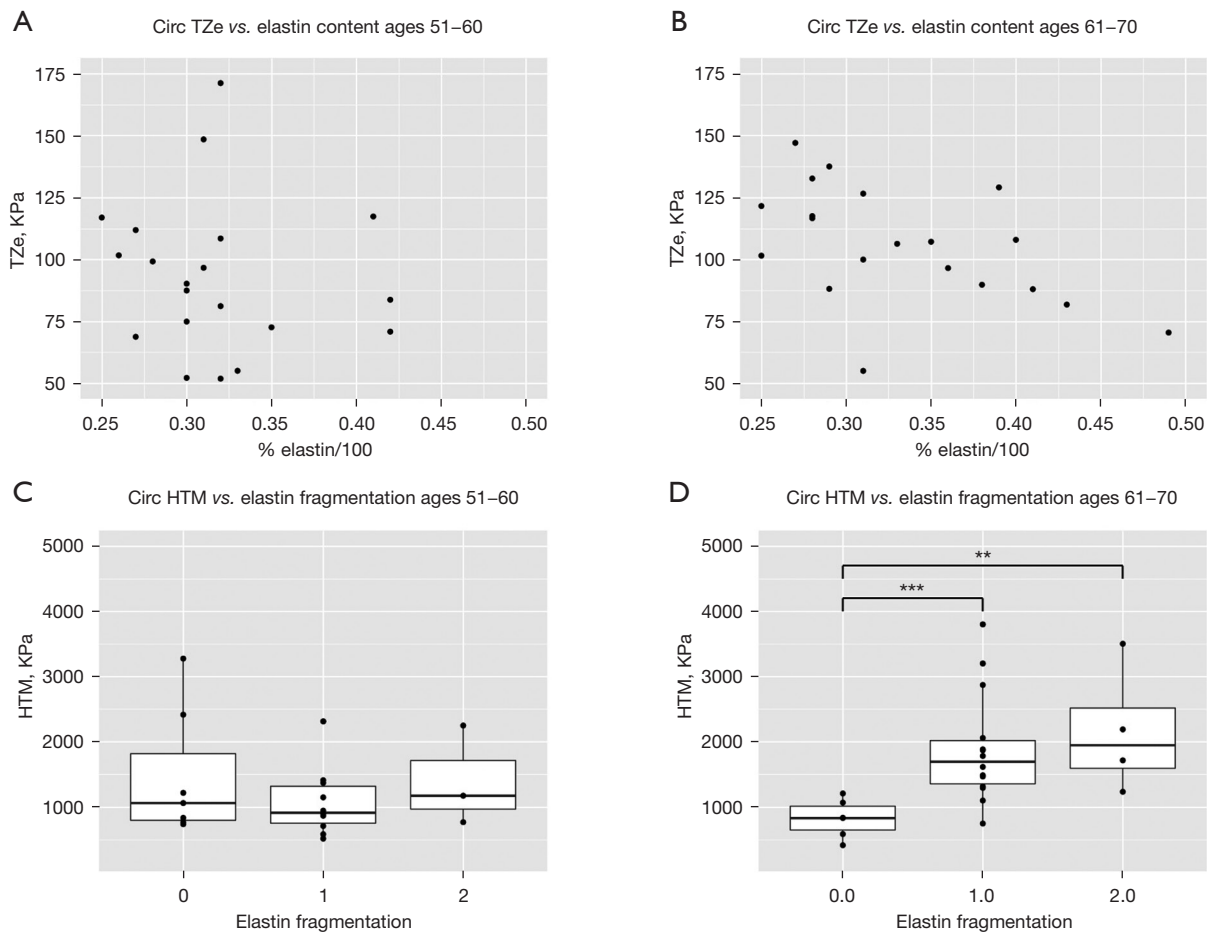 A
Circ TZe vs. elastin content ages 51–60
175
150
125
100
75
50
TZe, KPa
0.25 0.30 0.35 0.40 0.45 0.50
% elastin/100
B
Circ TZe vs. elastin content ages 61–70
175
150
125
100
75
50
TZe, KPa
0.25 0.30 0.35 0.40 0.45 0.50
% elastin/100
C
Circ HTM vs. elastin fragmentation ages 51–60
5000
4000
3000
2000
1000
HTM, KPa
0 1 2
Elastin fragmentation
D
Circ HTM vs. elastin fragmentation ages 61–70
5000
4000
3000
2000
1000
HTM, KPa
**
***
0.0 1.0 2.0
Elastin fragmentation